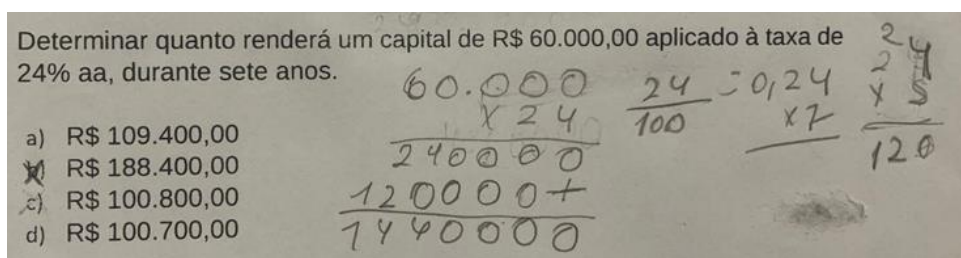 Determinar quanto renderá um capital de R$ 60.000,00 aplicado à taxa de
24% aa, durante sete anos.
a) R$ 109.400,00
b) R$ 188.400,00
c) R$ 100.800,00
d) R$ 100.700,00
60.000
x 24
240000
120000+
1440000
24/100 = 0,24
x 7
2
24
x 5
120